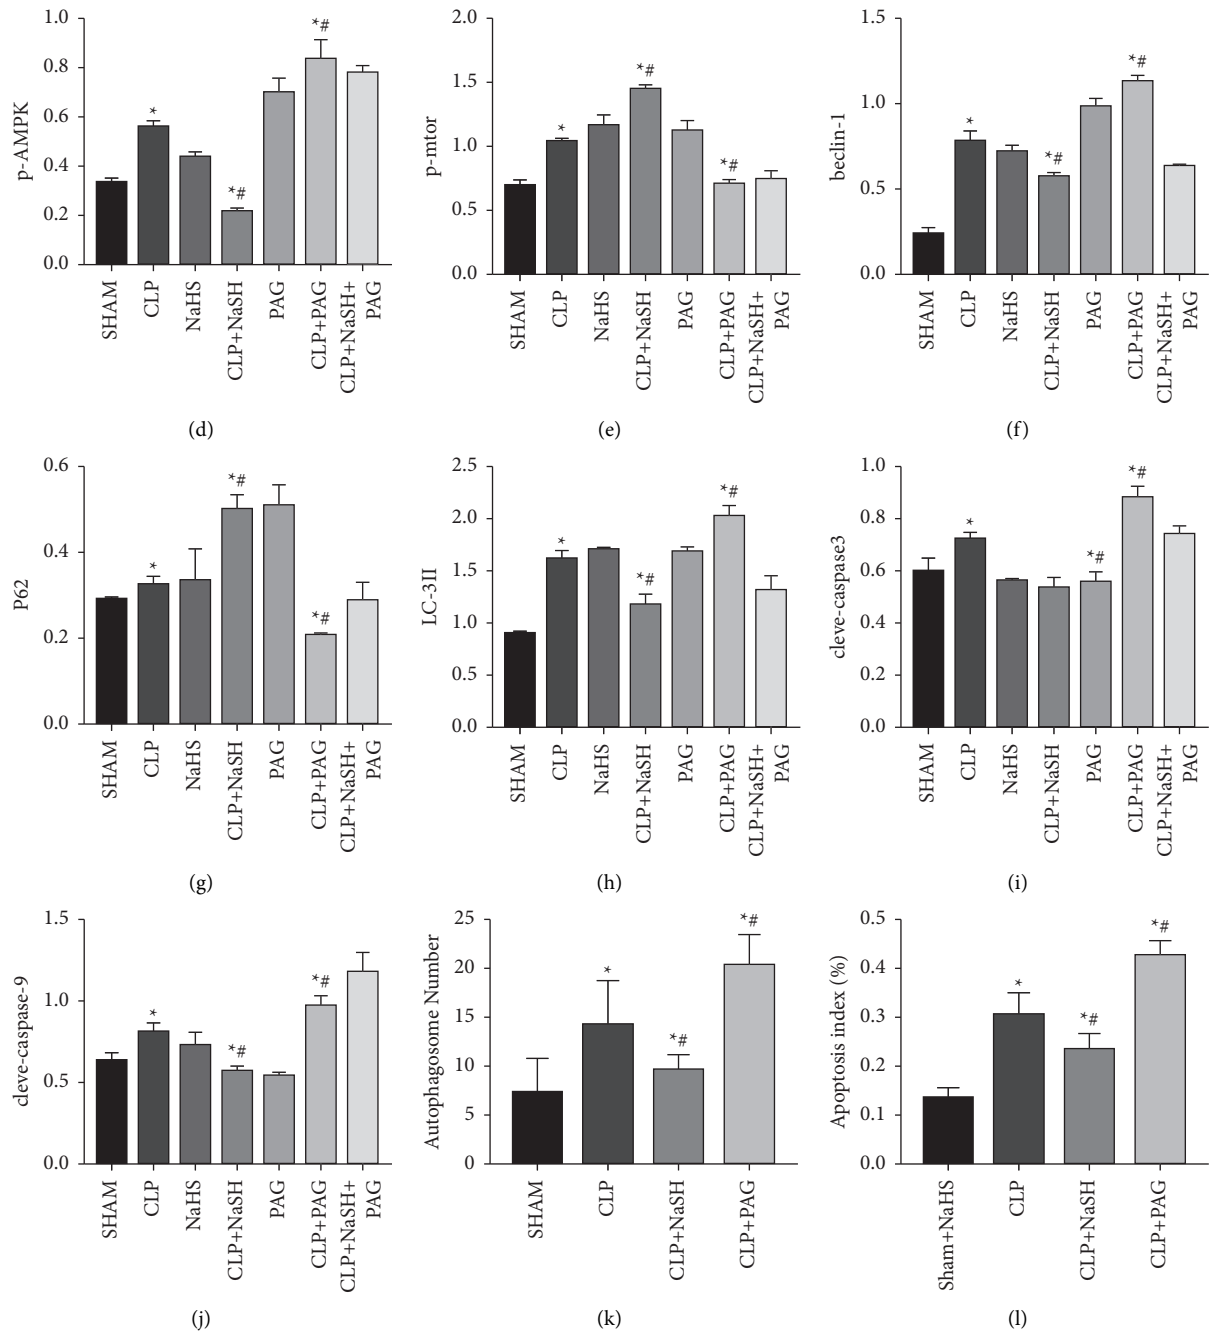 1.0
0.8
0.6
0.4
0.2
0.0
p-AMPK
*
*#
*#
SHAM
CLP
NaHS
CLP+NaSH
PAG
CLP+PAG
CLP+NaSH+
PAG
(d)
2.0
1.5
1.0
0.5
0.0
p-mtor
*
*#
*#
SHAM
CLP
NaHS
CLP+NaSH
PAG
CLP+PAG
CLP+NaSH+
PAG
(e)
1.5
1.0
0.5
0.0
beclin-1
*
*#
*#
SHAM
CLP
NaHS
CLP+NaSH
PAG
CLP+PAG
CLP+NaSH+
PAG
(f)
0.6
0.4
0.2
0.0
P62
*
*#
*#
SHAM
CLP
NaHS
CLP+NaSH
PAG
CLP+PAG
CLP+NaSH+
PAG
(g)
2.5
2.0
1.5
1.0
0.5
0.0
LC-3II
*
*#
*#
SHAM
CLP
NaHS
CLP+NaSH
PAG
CLP+PAG
CLP+NaSH+
PAG
(h)
1.0
0.8
0.6
0.4
0.2
0.0
cleve-caspase3
*
*#
*#
SHAM
CLP
NaHS
CLP+NaSH
PAG
CLP+PAG
CLP+NaSH+
PAG
(i)
1.5
1.0
0.5
0.0
cleve-caspase-9
*
*#
*#
SHAM
CLP
NaHS
CLP+NaSH
PAG
CLP+PAG
CLP+NaSH+
PAG
(j)
25
20
15
10
5
0
Autophagosome Number
*
*#
*#
SHAM
CLP
CLP+NaSH
CLP+PAG
(k)
0.5
0.4
0.3
0.2
0.1
0.0
Apoptosis index (%)
*
*#
*#
Sham+NaHS
CLP
CLP+NaSH
CLP+PAG
(l)